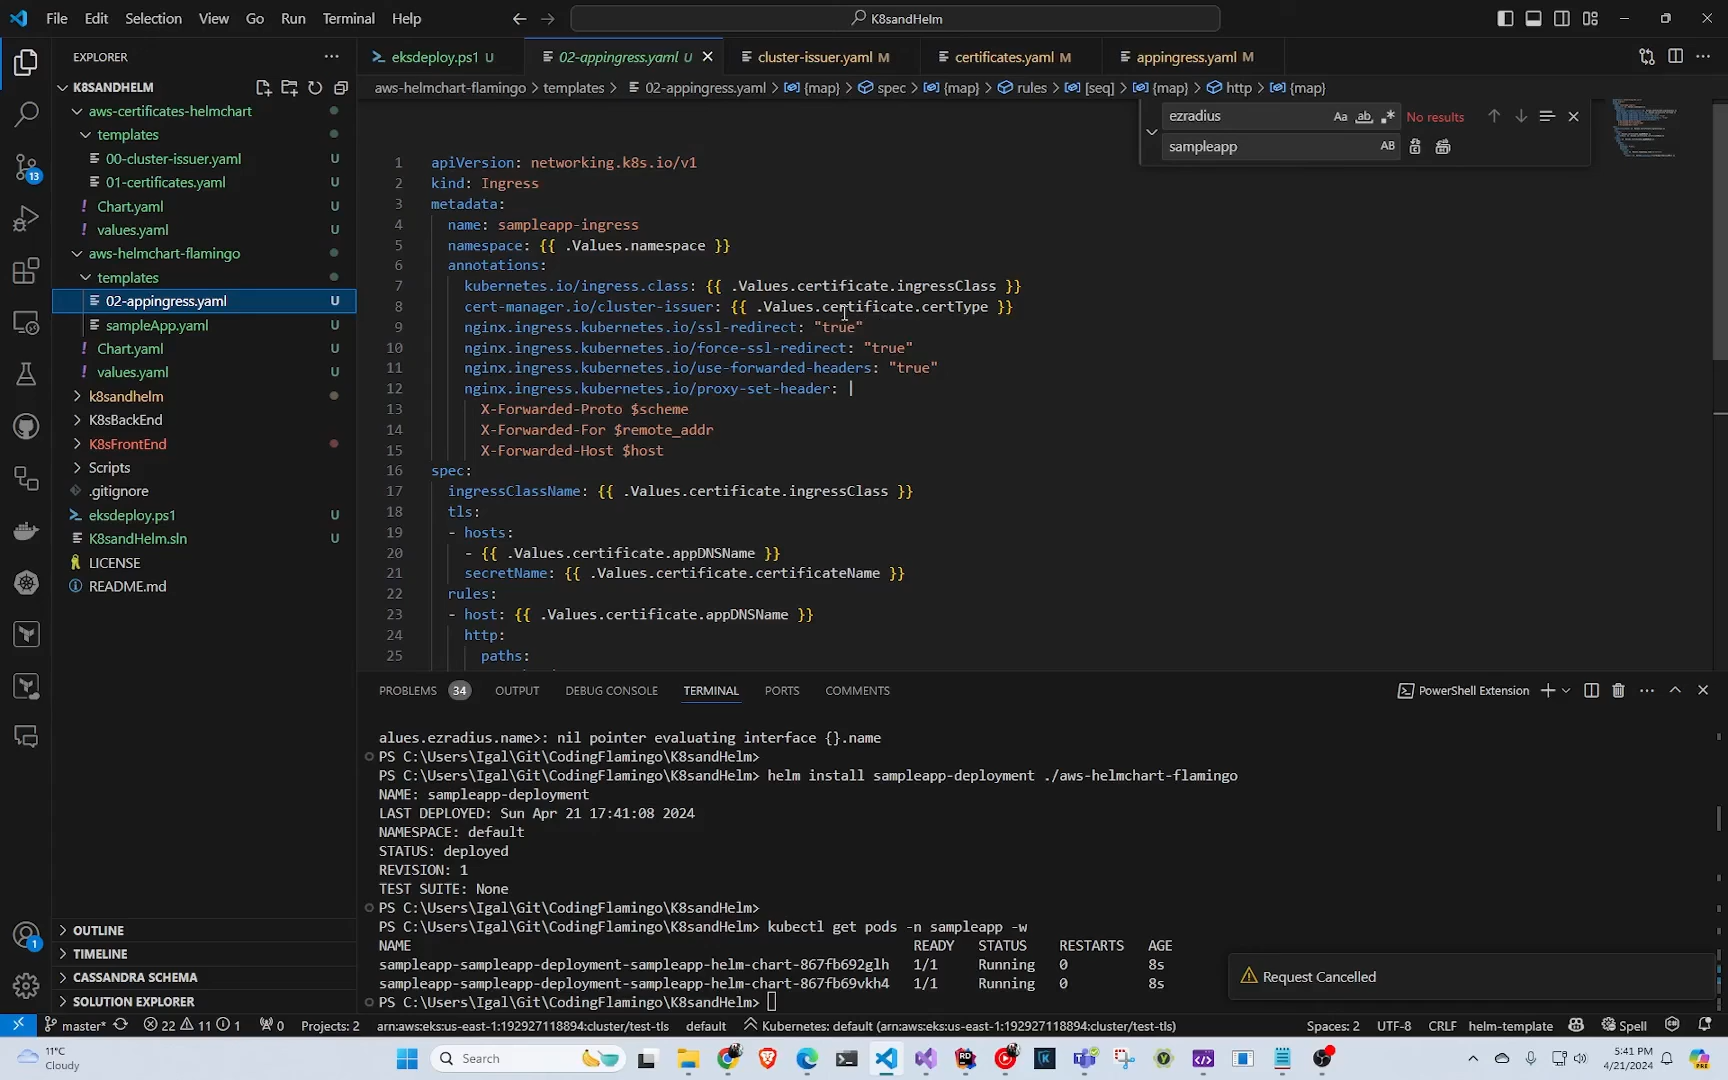 File Edit Selection View Go Run Terminal Help
K8sandHelm
EXPLORER
K8SANDHELM
aws-certificates-helmchart
templates
00-cluster-issuer.yaml U
01-certificates.yaml U
! Chart.yaml U
! values.yaml U
aws-helmchart-flamingo
templates
02-appingress.yaml U
sampleApp.yaml U
! Chart.yaml U
! values.yaml U
k8sandhelm
K8sBackEnd
K8sFrontEnd
Scripts
.gitignore
eksdeploy.ps1 U
K8sandHelm.sln U
LICENSE
README.md
OUTLINE
TIMELINE
CASSANDRA SCHEMA
SOLUTION EXPLORER
13
1
eksdeploy.ps1 U
02-appingress.yaml U
cluster-issuer.yaml M
certificates.yaml M
appingress.yaml M
aws-helmchart-flamingo > templates > 02-appingress.yaml > {map} > spec > {map} > rules > [seq] > {map} > http > {map}
ezradius Aa ab .* No results
sampleapp AB
1 apiVersion: networking.k8s.io/v1
2 kind: Ingress
3 metadata:
4 name: sampleapp-ingress
5 namespace: {{ .Values.namespace }}
6 annotations:
7 kubernetes.io/ingress.class: {{ .Values.certificate.ingressClass }}
8 cert-manager.io/cluster-issuer: {{ .Values.certificate.certType }}
9 nginx.ingress.kubernetes.io/ssl-redirect: "true"
10 nginx.ingress.kubernetes.io/force-ssl-redirect: "true"
11 nginx.ingress.kubernetes.io/use-forwarded-headers: "true"
12 nginx.ingress.kubernetes.io/proxy-set-header: |
13 X-Forwarded-Proto $scheme
14 X-Forwarded-For $remote_addr
15 X-Forwarded-Host $host
16 spec:
17 ingressClassName: {{ .Values.certificate.ingressClass }}
18 tls:
19 - hosts:
20 - {{ .Values.certificate.appDNSName }}
21 secretName: {{ .Values.certificate.certificateName }}
22 rules:
23 - host: {{ .Values.certificate.appDNSName }}
24 http:
25 paths:
PROBLEMS 34 OUTPUT DEBUG CONSOLE TERMINAL PORTS COMMENTS
PowerShell Extension
alues.ezradius.name>: nil pointer evaluating interface {}.name
PS C:\Users\Igal\Git\CodingFlamingo\K8sandHelm>
PS C:\Users\Igal\Git\CodingFlamingo\K8sandHelm> helm install sampleapp-deployment ./aws-helmchart-flamingo
NAME: sampleapp-deployment
LAST DEPLOYED: Sun Apr 21 17:41:08 2024
NAMESPACE: default
STATUS: deployed
REVISION: 1
TEST SUITE: None
PS C:\Users\Igal\Git\CodingFlamingo\K8sandHelm>
PS C:\Users\Igal\Git\CodingFlamingo\K8sandHelm> kubectl get pods -n sampleapp -w
NAME READY STATUS RESTARTS AGE
sampleapp-sampleapp-deployment-sampleapp-helm-chart-867fb692glh 1/1 Running 0 8s
sampleapp-sampleapp-deployment-sampleapp-helm-chart-867fb69vkh4 1/1 Running 0 8s
PS C:\Users\Igal\Git\CodingFlamingo\K8sandHelm>
Request Cancelled
master* 22 11 1 0 Projects: 2 arn:aws:eks:us-east-1:192927118894:cluster/test-tls default Kubernetes: default (arn:aws:eks:us-east-1:192927118894:cluster/test-tls) Spaces: 2 UTF-8 CRLF helm-template Spell
11°C
Cloudy
Search
5:41 PM
4/21/2024